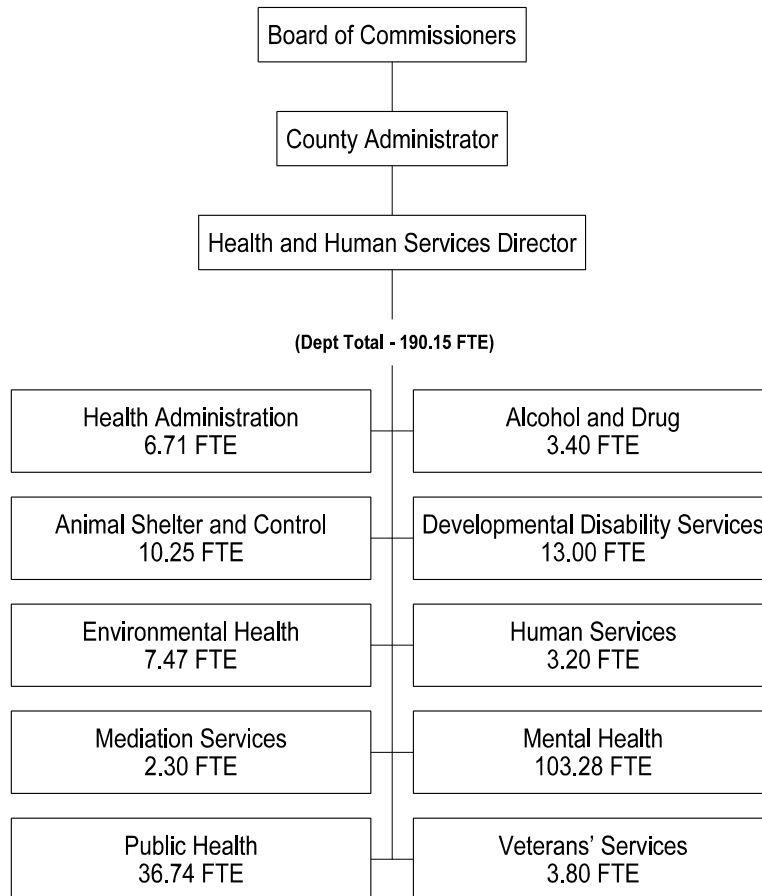 Board of Commissioners
County Administrator
Health and Human Services Director
(Dept Total - 190.15 FTE)
Health Administration
6.71 FTE
Alcohol and Drug
3.40 FTE
Animal Shelter and Control
10.25 FTE
Developmental Disability Services
13.00 FTE
Environmental Health
7.47 FTE
Human Services
3.20 FTE
Mediation Services
2.30 FTE
Mental Health
103.28 FTE
Public Health
36.74 FTE
Veterans’ Services
3.80 FTE